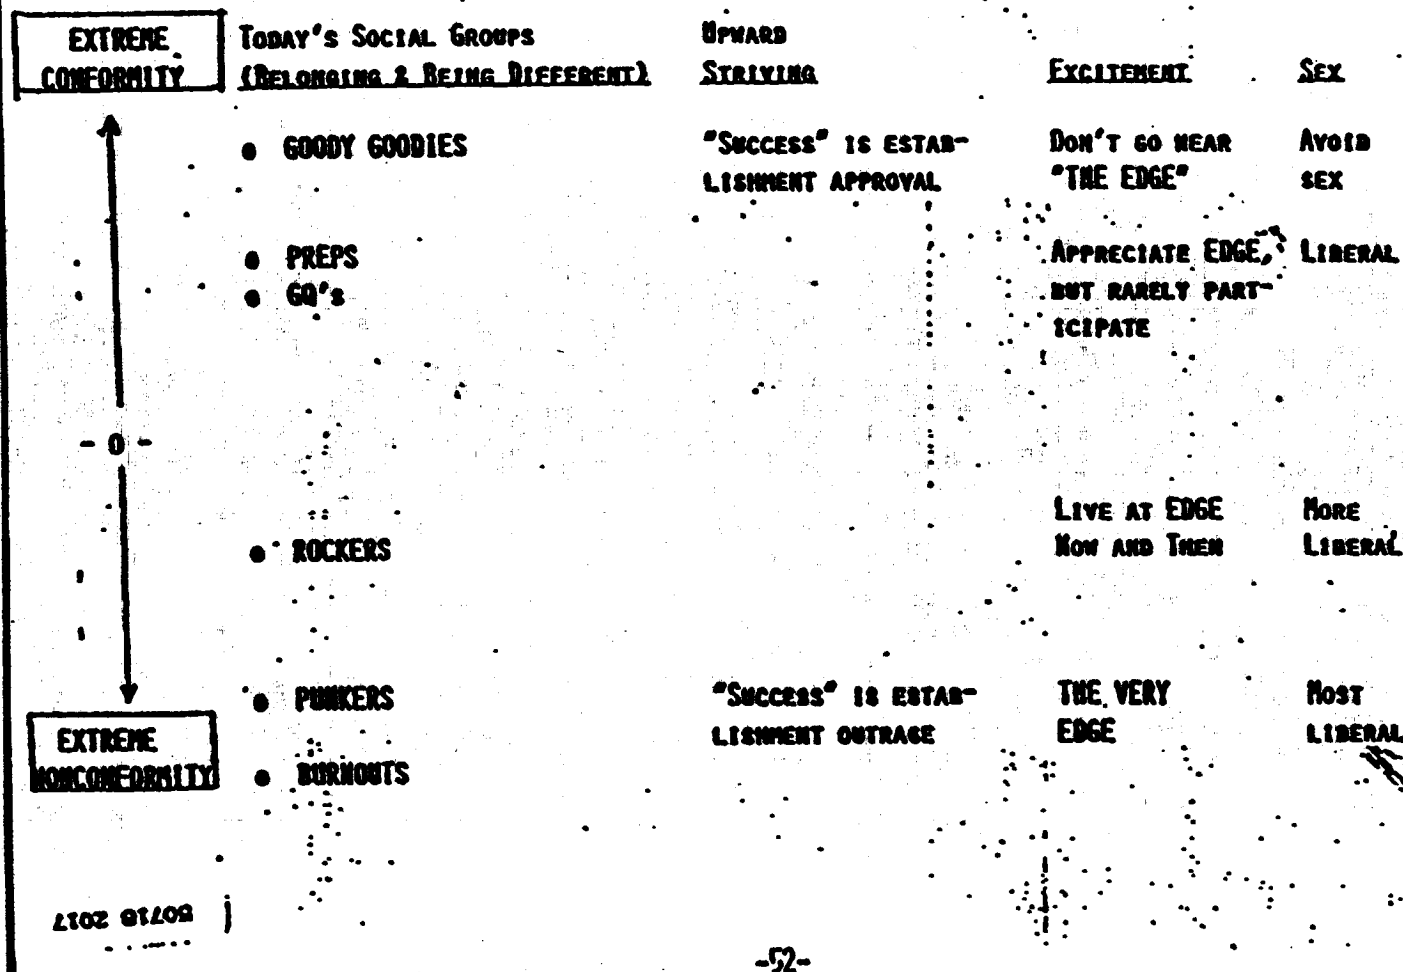 EXTREME
CONFORMITY
TODAY'S SOCIAL GROUPS
(BELONGING & BEING DIFFERENT)
UPWARD
STRIVING
EXCITEMENT
SEX
• GOODY GOODIES
"SUCCESS" IS ESTAB-
LISHMENT APPROVAL
DON'T GO NEAR
"THE EDGE"
AVOID
SEX
• PREPS
• GQ's
APPRECIATE EDGE,
BUT RARELY PART-
ICIPATE
LIBERAL
- 0 -
• ROCKERS
LIVE AT EDGE
NOW AND THEN
MORE
LIBERAL
• PUNKERS
• BURNOUTS
"SUCCESS" IS ESTAB-
LISHMENT OUTRAGE
THE VERY
EDGE
MOST
LIBERAL
EXTREME
NONCONFORMITY
50718 2017
-52-